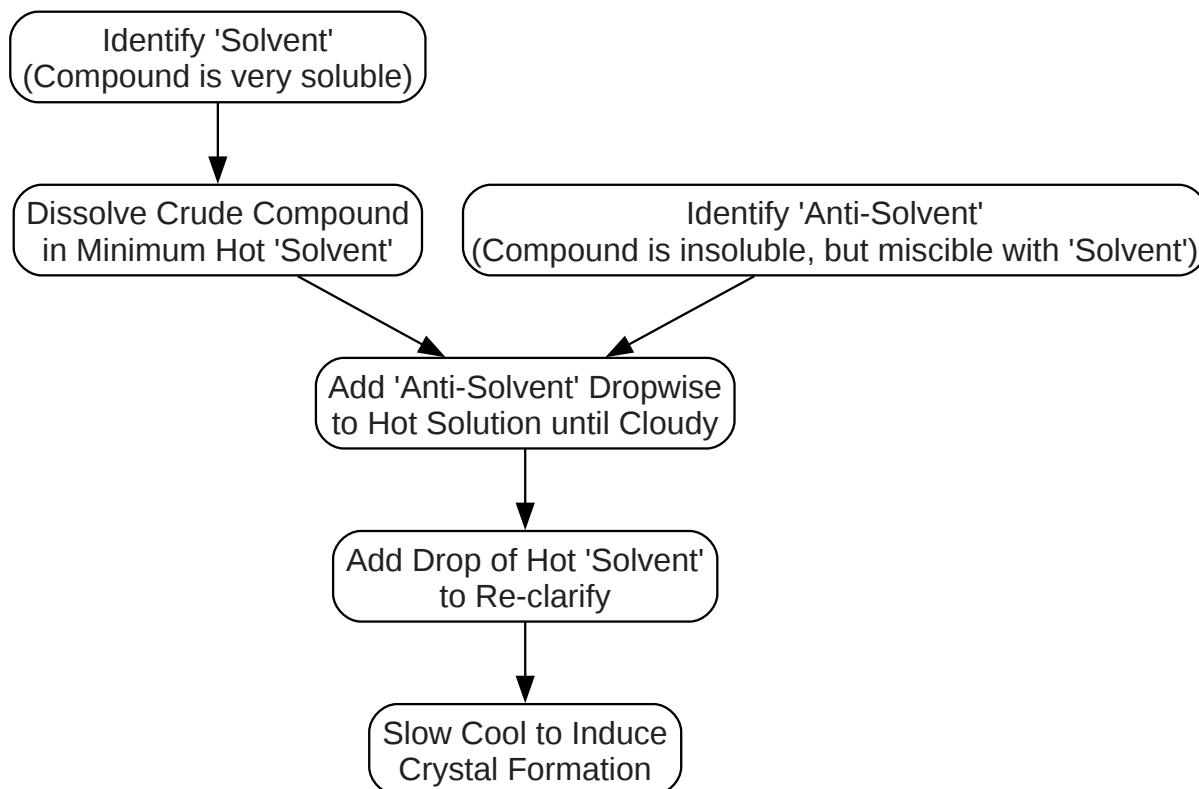 Identify 'Solvent'
(Compound is very soluble)
Dissolve Crude Compound
in Minimum Hot 'Solvent'
Identify 'Anti-Solvent'
(Compound is insoluble, but miscible with 'Solvent')
Add 'Anti-Solvent' Dropwise
to Hot Solution until Cloudy
Add Drop of Hot 'Solvent'
to Re-clarify
Slow Cool to Induce
Crystal Formation